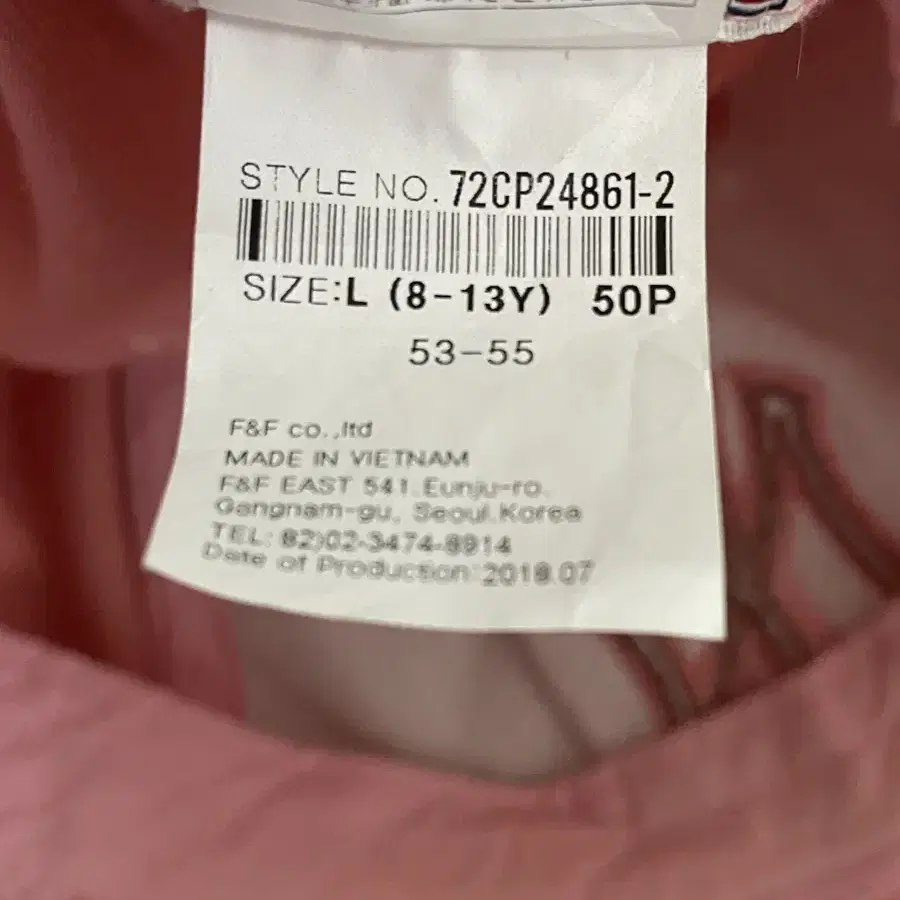 STYLE NO. 72CP24861-2
SIZE:L (8-13Y) 50P
53-55
F&F co.,ltd
MADE IN VIETNAM
F&F EAST 541.Eunju-ro.
Gangnam-gu, Seoul.Korea
TEL: 82)02-3474-8914
Date of Production:2019.07